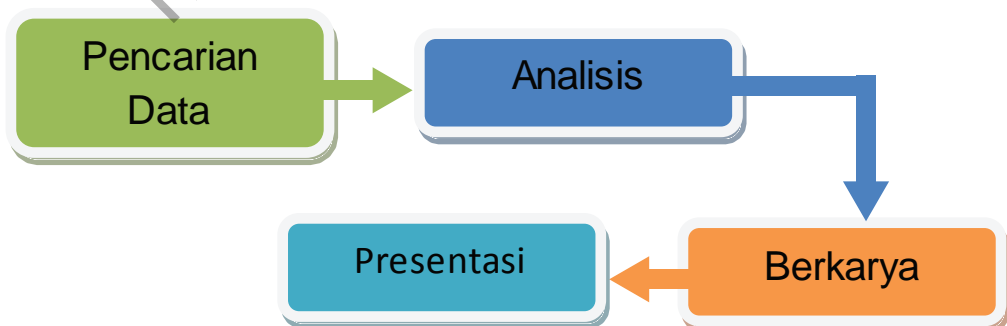 Pencarian
Data
Analisis
Berkarya
Presentasi